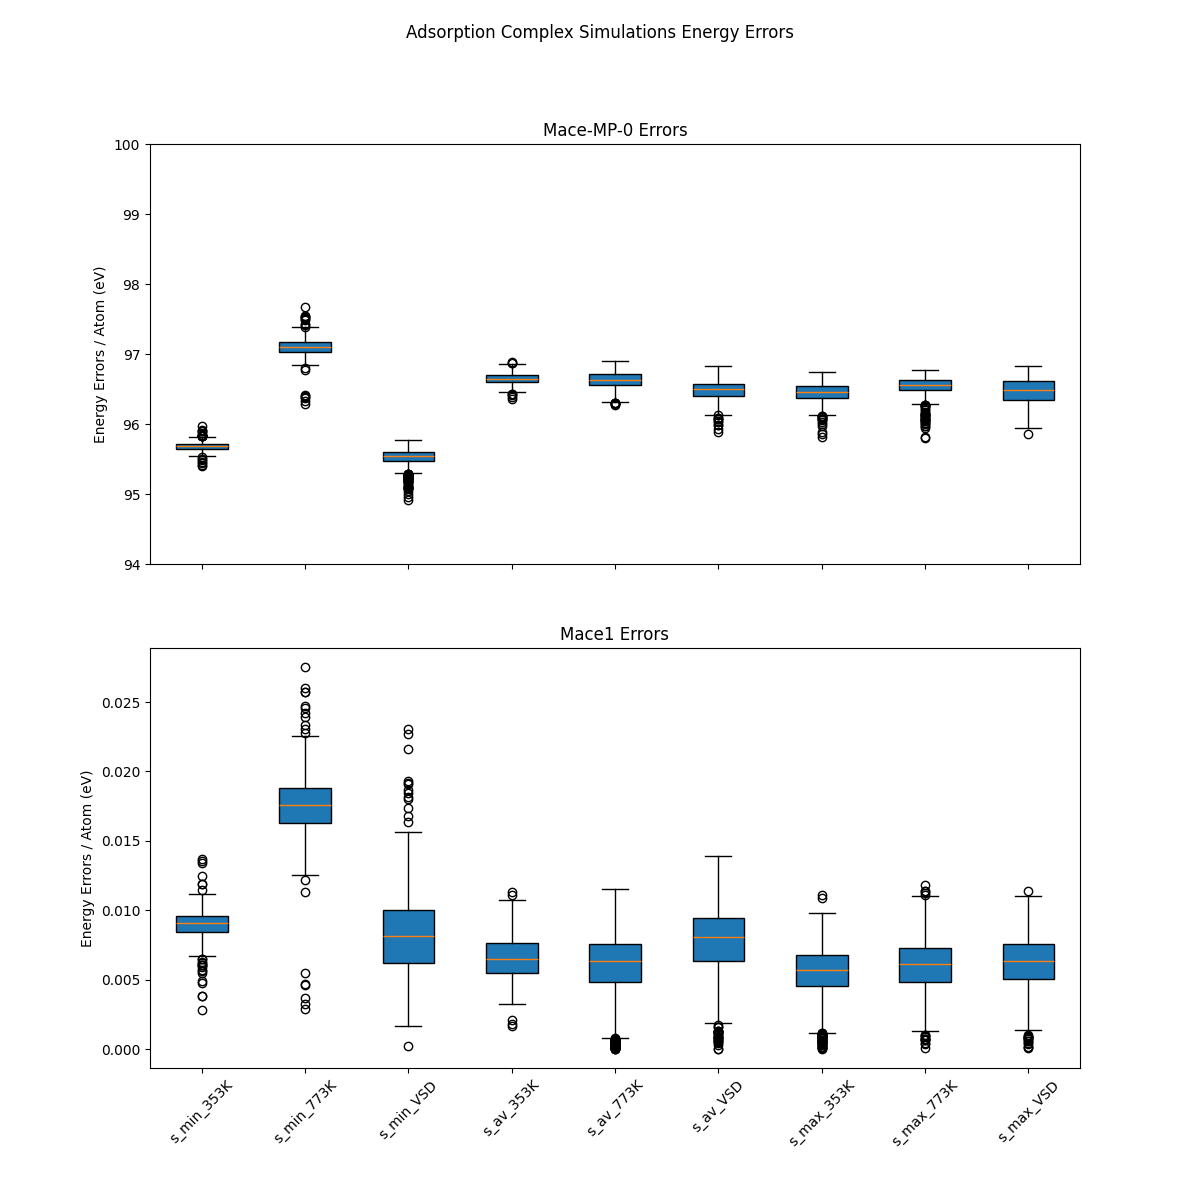 Adsorption Complex Simulations Energy Errors
Mace-MP-0 Errors
Energy Errors / Atom (eV)
100
99
98
97
96
95
94
Mace1 Errors
Energy Errors / Atom (eV)
0.025
0.020
0.015
0.010
0.005
0.000
s_min_353K
s_min_773K
s_min_VSD
s_av_353K
s_av_773K
s_av_VSD
s_max_353K
s_max_773K
s_max_VSD